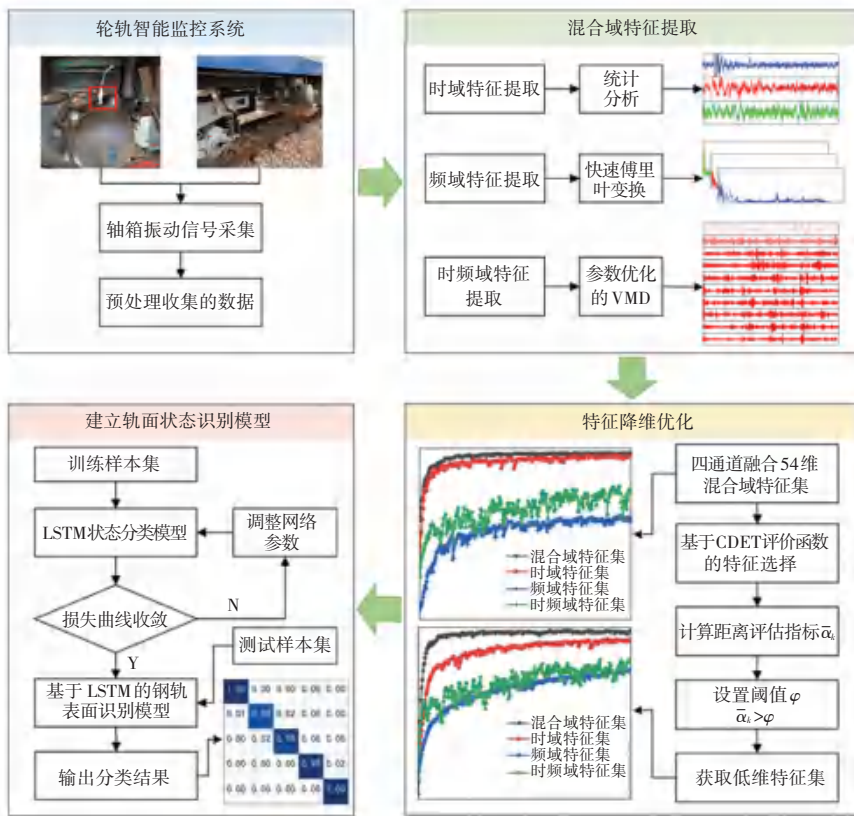 轮轨智能监控系统
轴箱振动信号采集
预处理收集的数据
混合域特征提取
时域特征提取
统计
分析
频域特征提取
快速傅里
叶变换
时频域特征
提取
参数优化
的VMD
建立轨面状态识别模型
训练样本集
LSTM状态分类模型
调整网络
参数
损失曲线收敛
N
Y
测试样本集
基于LSTM的钢轨
表面识别模型
输出分类结果
特征降维优化
混合域特征集
时域特征集
频域特征集
时频域特征集
混合域特征集
时域特征集
频域特征集
时频域特征集
四通道融合54维
混合域特征集
基于CDET评价函数
的特征选择
计算距离评估指标ᾱₖ
设置阈值φ
ᾱₖ>φ
获取低维特征集